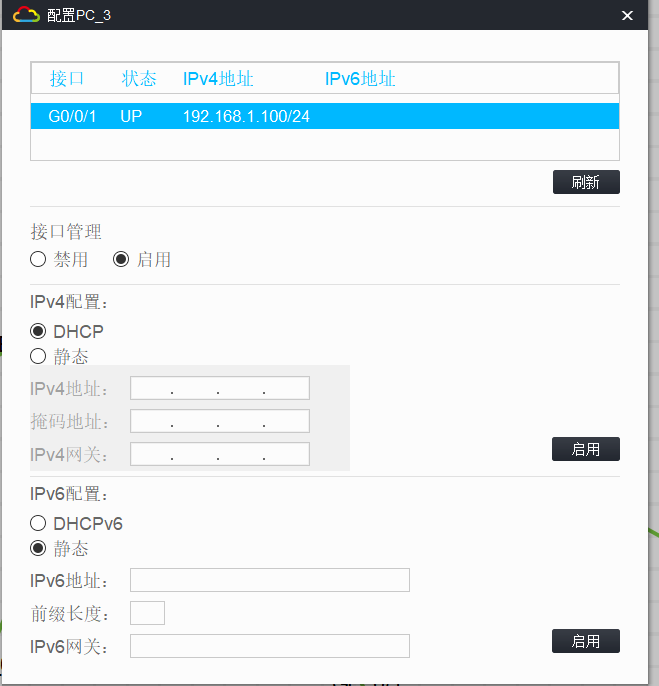 配置PC_3
接口 状态 IPv4地址 IPv6地址
G0/0/1 UP 192.168.1.100/24
刷新
接口管理
禁用 启用
IPv4配置：
DHCP
静态
IPv4地址： . . .
掩码地址： . . .
IPv4网关： . . .
启用
IPv6配置：
DHCPv6
静态
IPv6地址：
前缀长度：
IPv6网关：
启用